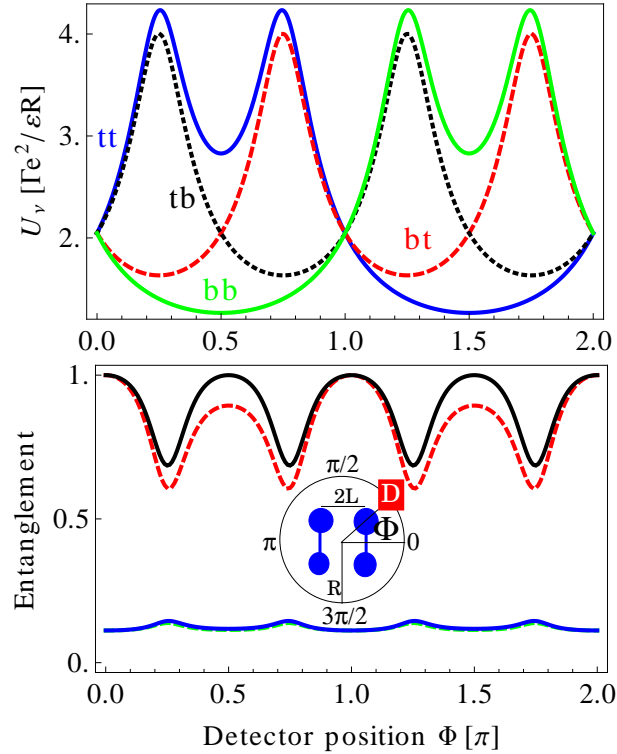 4.
3.
2.
U_ν [Γe²/εR]
tt
tb
bt
bb
0.0 0.5 1.0 1.5 2.0
1.
0.5
0.
Entanglement
π/2
D
2L
Φ
π
0
R
3π/2
0.0 0.5 1.0 1.5 2.0
Detector position Φ [π]